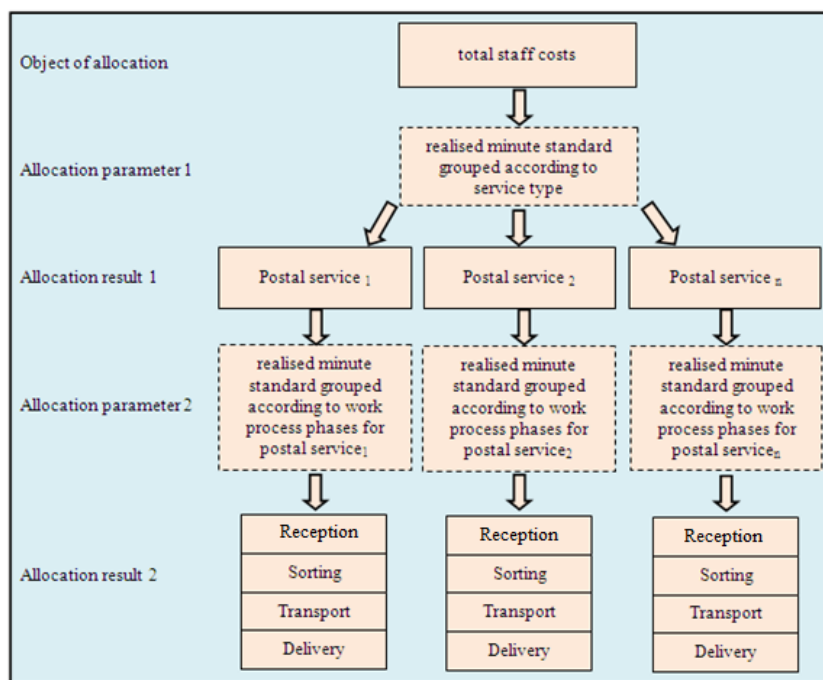 Object of allocation
total staff costs
Allocation parameter 1
realised minute standard
grouped according to
service type
Allocation result 1
Postal service 1
Postal service 2
Postal service n
Allocation parameter 2
realised minute
standard grouped
according to work
process phases for
postal service1
realised minute
standard grouped
according to work
process phases for
postal service2
realised minute
standard grouped
according to work
process phases for
postal servicen
Allocation result 2
Reception
Sorting
Transport
Delivery
Reception
Sorting
Transport
Delivery
Reception
Sorting
Transport
Delivery